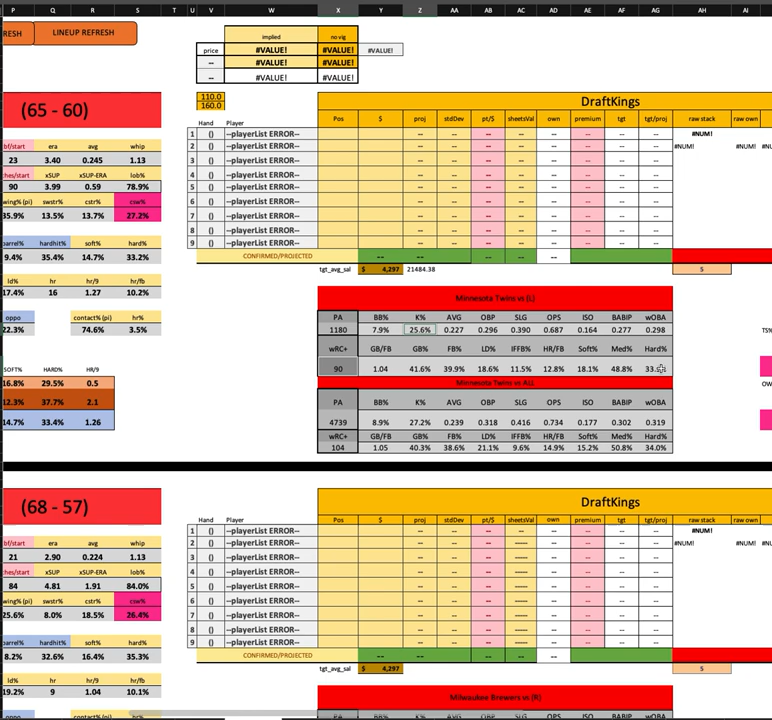 P Q R S T U V W X Y Z AA AB AC AD AE AF AG AH AI
RESH LINEUP REFRESH
implied no vig
price #VALUE! #VALUE! #VALUE!
-- #VALUE! #VALUE!
-- #VALUE! #VALUE!
(65 - 60) 110.0 DraftKings
160.0
Hand Player Pos $ proj stdDev pt/$ sheetsVal own premium tgt tgt/proj raw stack raw own
1 () --playerList ERROR-- -- -- -- -- -- -- -- -- #NUM!
2 () --playerList ERROR-- -- -- -- -- -- -- -- -- #NUM! #NUM!
3 () --playerList ERROR-- -- -- -- -- -- -- -- --
4 () --playerList ERROR-- -- -- -- -- -- -- -- --
5 () --playerList ERROR-- -- -- -- -- -- -- -- --
6 () --playerList ERROR-- -- -- -- -- -- -- -- --
7 () --playerList ERROR-- -- -- -- -- -- -- -- --
8 () --playerList ERROR-- -- -- -- -- -- -- -- --
9 () --playerList ERROR-- -- -- -- -- -- -- -- --
CONFIRMED/PROJECTED -- -- -- -- -- -- --
tgt_avg_sal $ 4,297 21484.38 $
bf/start era avg whip
23 3.40 0.245 1.13
hes/start xSUP xSUP-ERA lob%
90 3.99 0.59 78.9%
wing% (pi) swstr% cstr% csw%
35.9% 13.5% 13.7% 27.2%
parrel% hardhit% soft% hard%
9.4% 35.4% 14.7% 33.2%
ld% hr hr/9 hr/fb
17.4% 16 1.27 10.2%
oppo contact% (pi) hr%
22.3% 74.6% 3.5%
SOFT% HARD% HR/9
16.8% 29.5% 0.5
12.3% 37.7% 2.1
14.7% 33.4% 1.26
Minnesota Twins vs (L)
PA BB% K% AVG OBP SLG OPS ISO BABIP wOBA
1180 7.9% 25.6% 0.227 0.296 0.390 0.687 0.164 0.277 0.298
wRC+ GB/FB GB% FB% LD% IFFB% HR/FB Soft% Med% Hard%
90 1.04 41.6% 39.9% 18.6% 11.5% 12.8% 18.1% 48.8%
Minnesota Twins vs ALL
PA BB% K% AVG OBP SLG OPS ISO BABIP wOBA
4739 8.9% 27.2% 0.239 0.318 0.416 0.734 0.177 0.302 0.319
wRC+ GB/FB GB% FB% LD% IFFB% HR/FB Soft% Med% Hard%
104 1.05 40.3% 38.6% 21.1% 9.6% 14.9% 15.2% 50.8% 34.0%
TS%
OW
(68 - 57) DraftKings
Hand Player Pos $ proj stdDev pt/$ sheetsVal own premium tgt tgt/proj raw stack raw own
1 () --playerList ERROR-- -- -- -- ----- -- -- -- -- #NUM!
2 () --playerList ERROR-- -- -- -- ----- -- -- -- -- #NUM! #NUM! #NUM!
3 () --playerList ERROR-- -- -- -- ----- -- -- -- --
4 () --playerList ERROR-- -- -- -- ----- -- -- -- --
5 () --playerList ERROR-- -- -- -- ----- -- -- -- --
6 () --playerList ERROR-- -- -- -- ----- -- -- -- --
7 () --playerList ERROR-- -- -- -- ----- -- -- -- --
8 () --playerList ERROR-- -- -- -- ----- -- -- -- --
9 () --playerList ERROR-- -- -- -- ----- -- -- -- --
CONFIRMED/PROJECTED -- -- -- -- -- -- --
tgt_avg_sal $ 4,297 $
bf/start era avg whip
21 2.90 0.224 1.13
hes/start xSUP xSUP-ERA lob%
84 4.81 1.91 84.0%
wing% (pi) swstr% cstr% csw%
25.6% 8.0% 18.5% 26.4%
parrel% hardhit% soft% hard%
8.2% 32.6% 16.4% 35.3%
ld% hr hr/9 hr/fb
19.2% 9 1.04 10.1%
oppo contact% (pi) hr%
Milwaukee Brewers vs (R)
PA BB% K% AVG OBP SLG OPS ISO BABIP wOBA